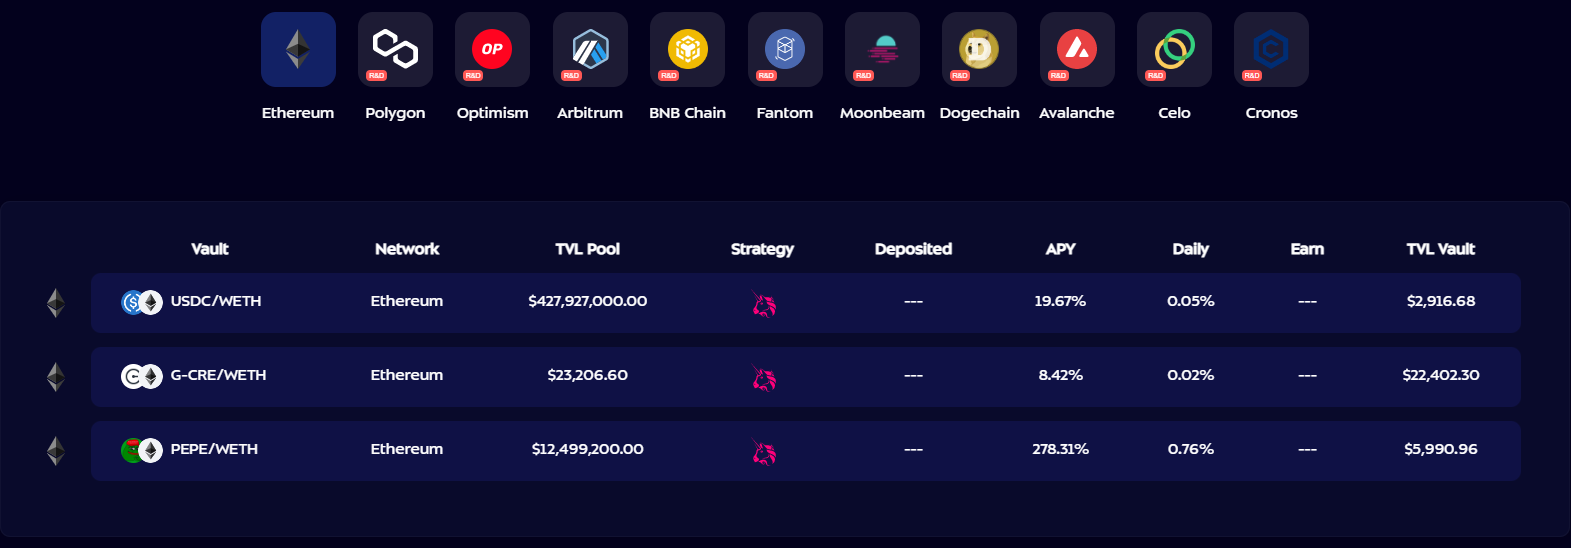 OP
R&D R&D R&D R&D R&D R&D R&D R&D R&D R&D
Ethereum Polygon Optimism Arbitrum BNB Chain Fantom Moonbeam Dogechain Avalanche Celo Cronos
Vault Network TVL Pool Strategy Deposited APY Daily Earn TVL Vault
USDC/WETH Ethereum $427,927,000.00 --- 19.67% 0.05% --- $2,916.68
G-CRE/WETH Ethereum $23,206.60 --- 8.42% 0.02% --- $22,402.30
PEPE/WETH Ethereum $12,499,200.00 --- 278.31% 0.76% --- $5,990.96